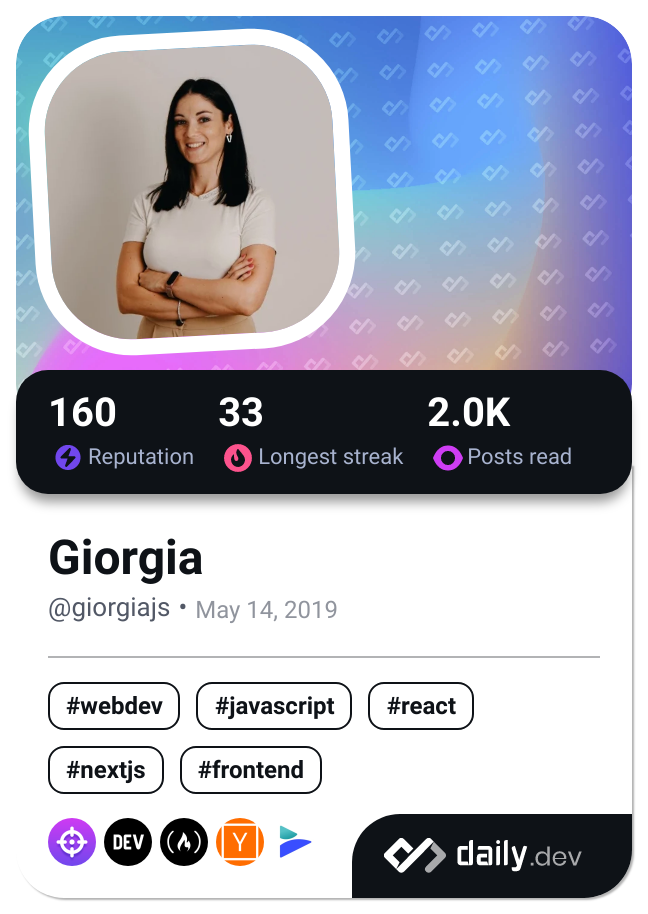 160 33 2.0K
Reputation Longest streak Posts read
Giorgia
@giorgiajs • May 14, 2019
#webdev #javascript #react
#nextjs #frontend
DEV Y
daily.dev